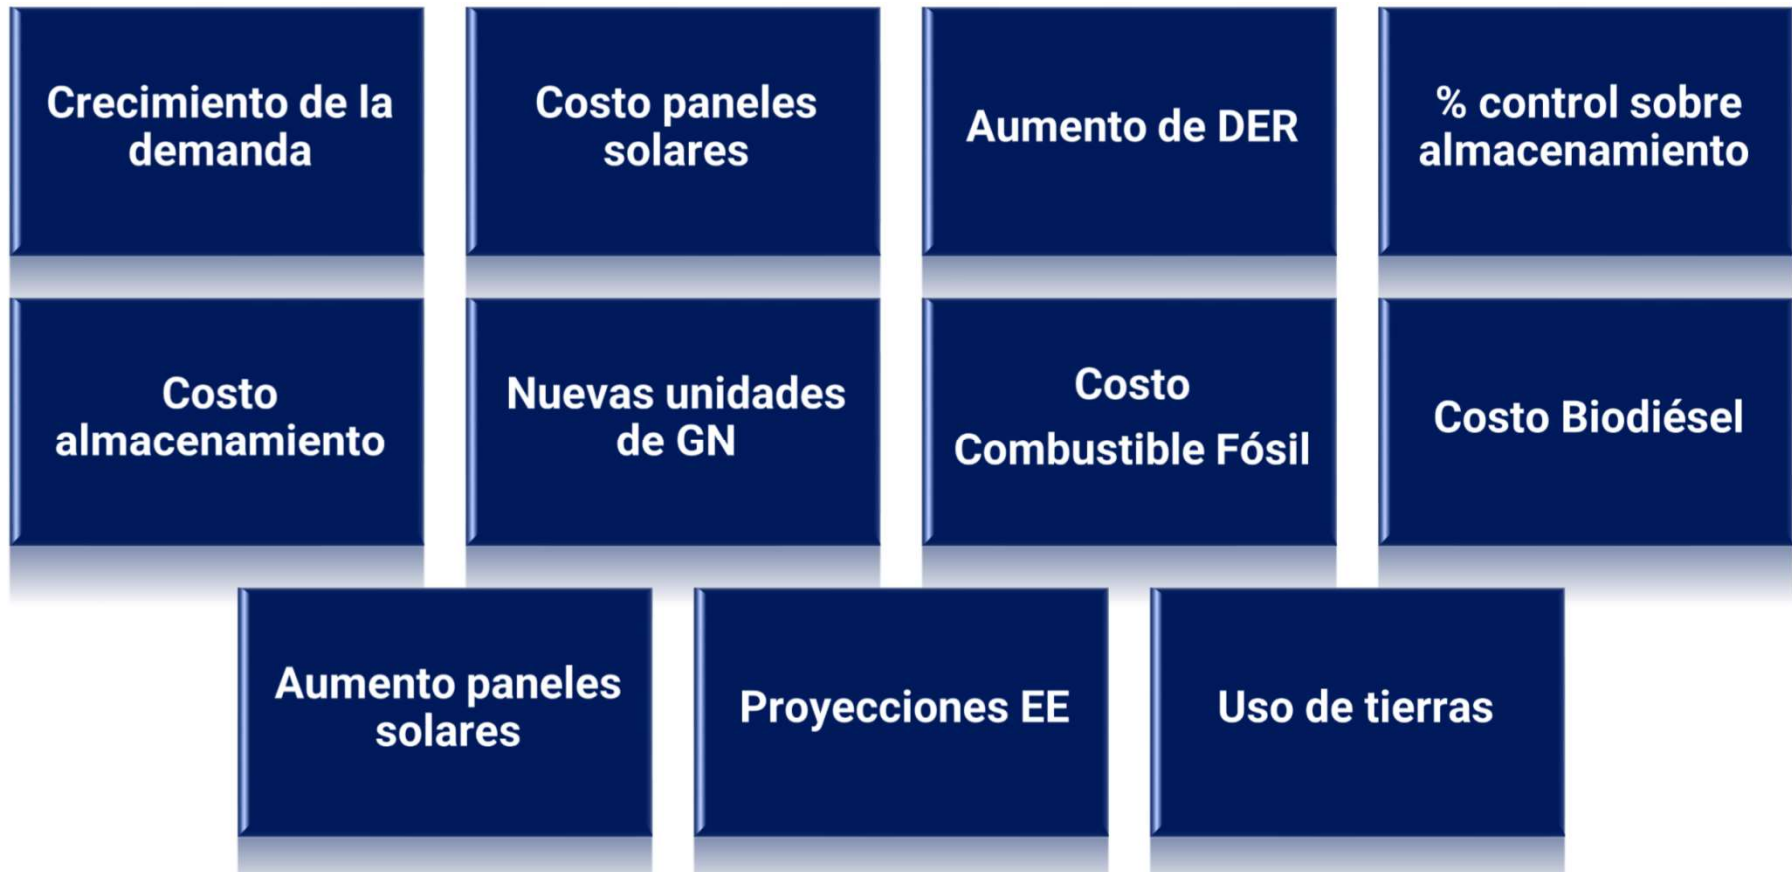 Crecimiento de la
demanda
Costo paneles
solares
Aumento de DER
% control sobre
almacenamiento
Costo
almacenamiento
Nuevas unidades
de GN
Costo
Combustible Fósil
Costo Biodiésel
Aumento paneles
solares
Proyecciones EE
Uso de tierras